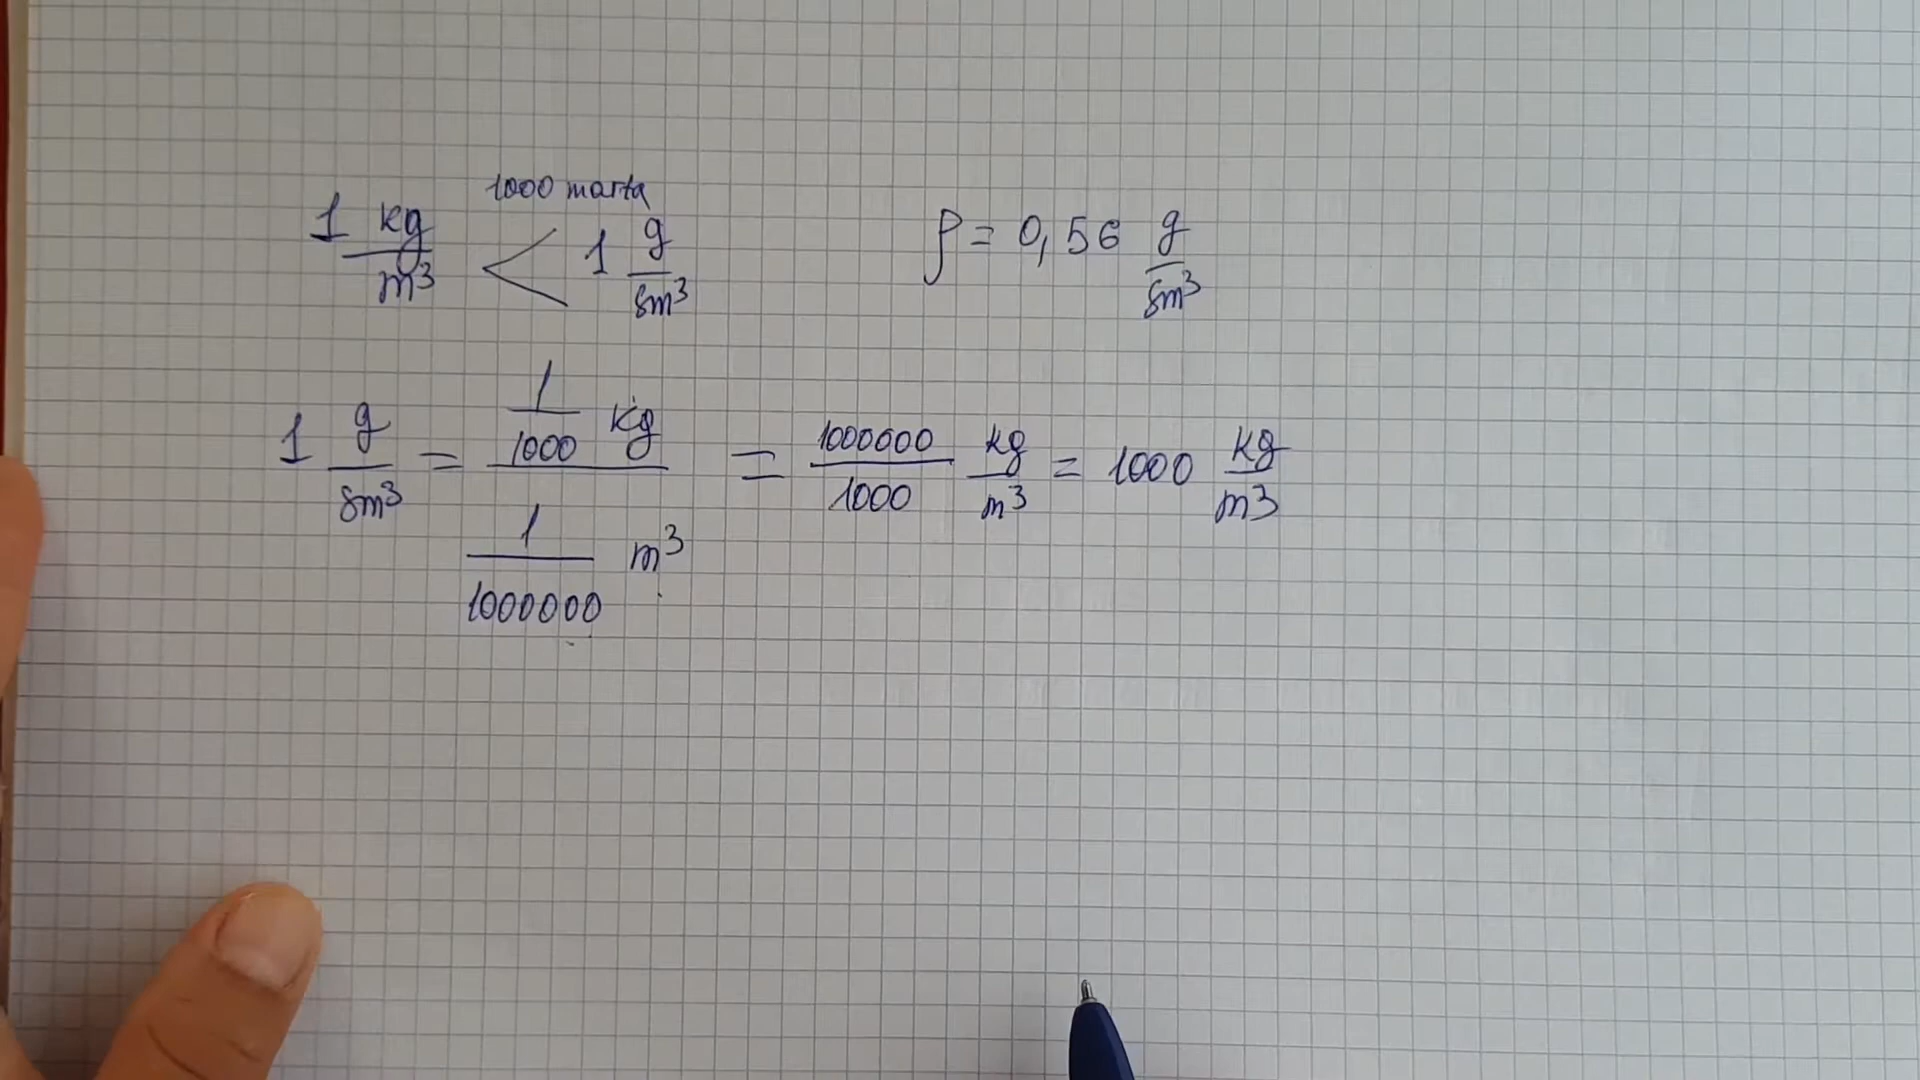 1 kg/m³ < 1000 marta 1 g/sm³
ρ = 0,56 g/sm³
1 g/sm³ = (1/1000 kg)/(1/1000000 m³) = 1000000/1000 kg/m³ = 1000 kg/m³